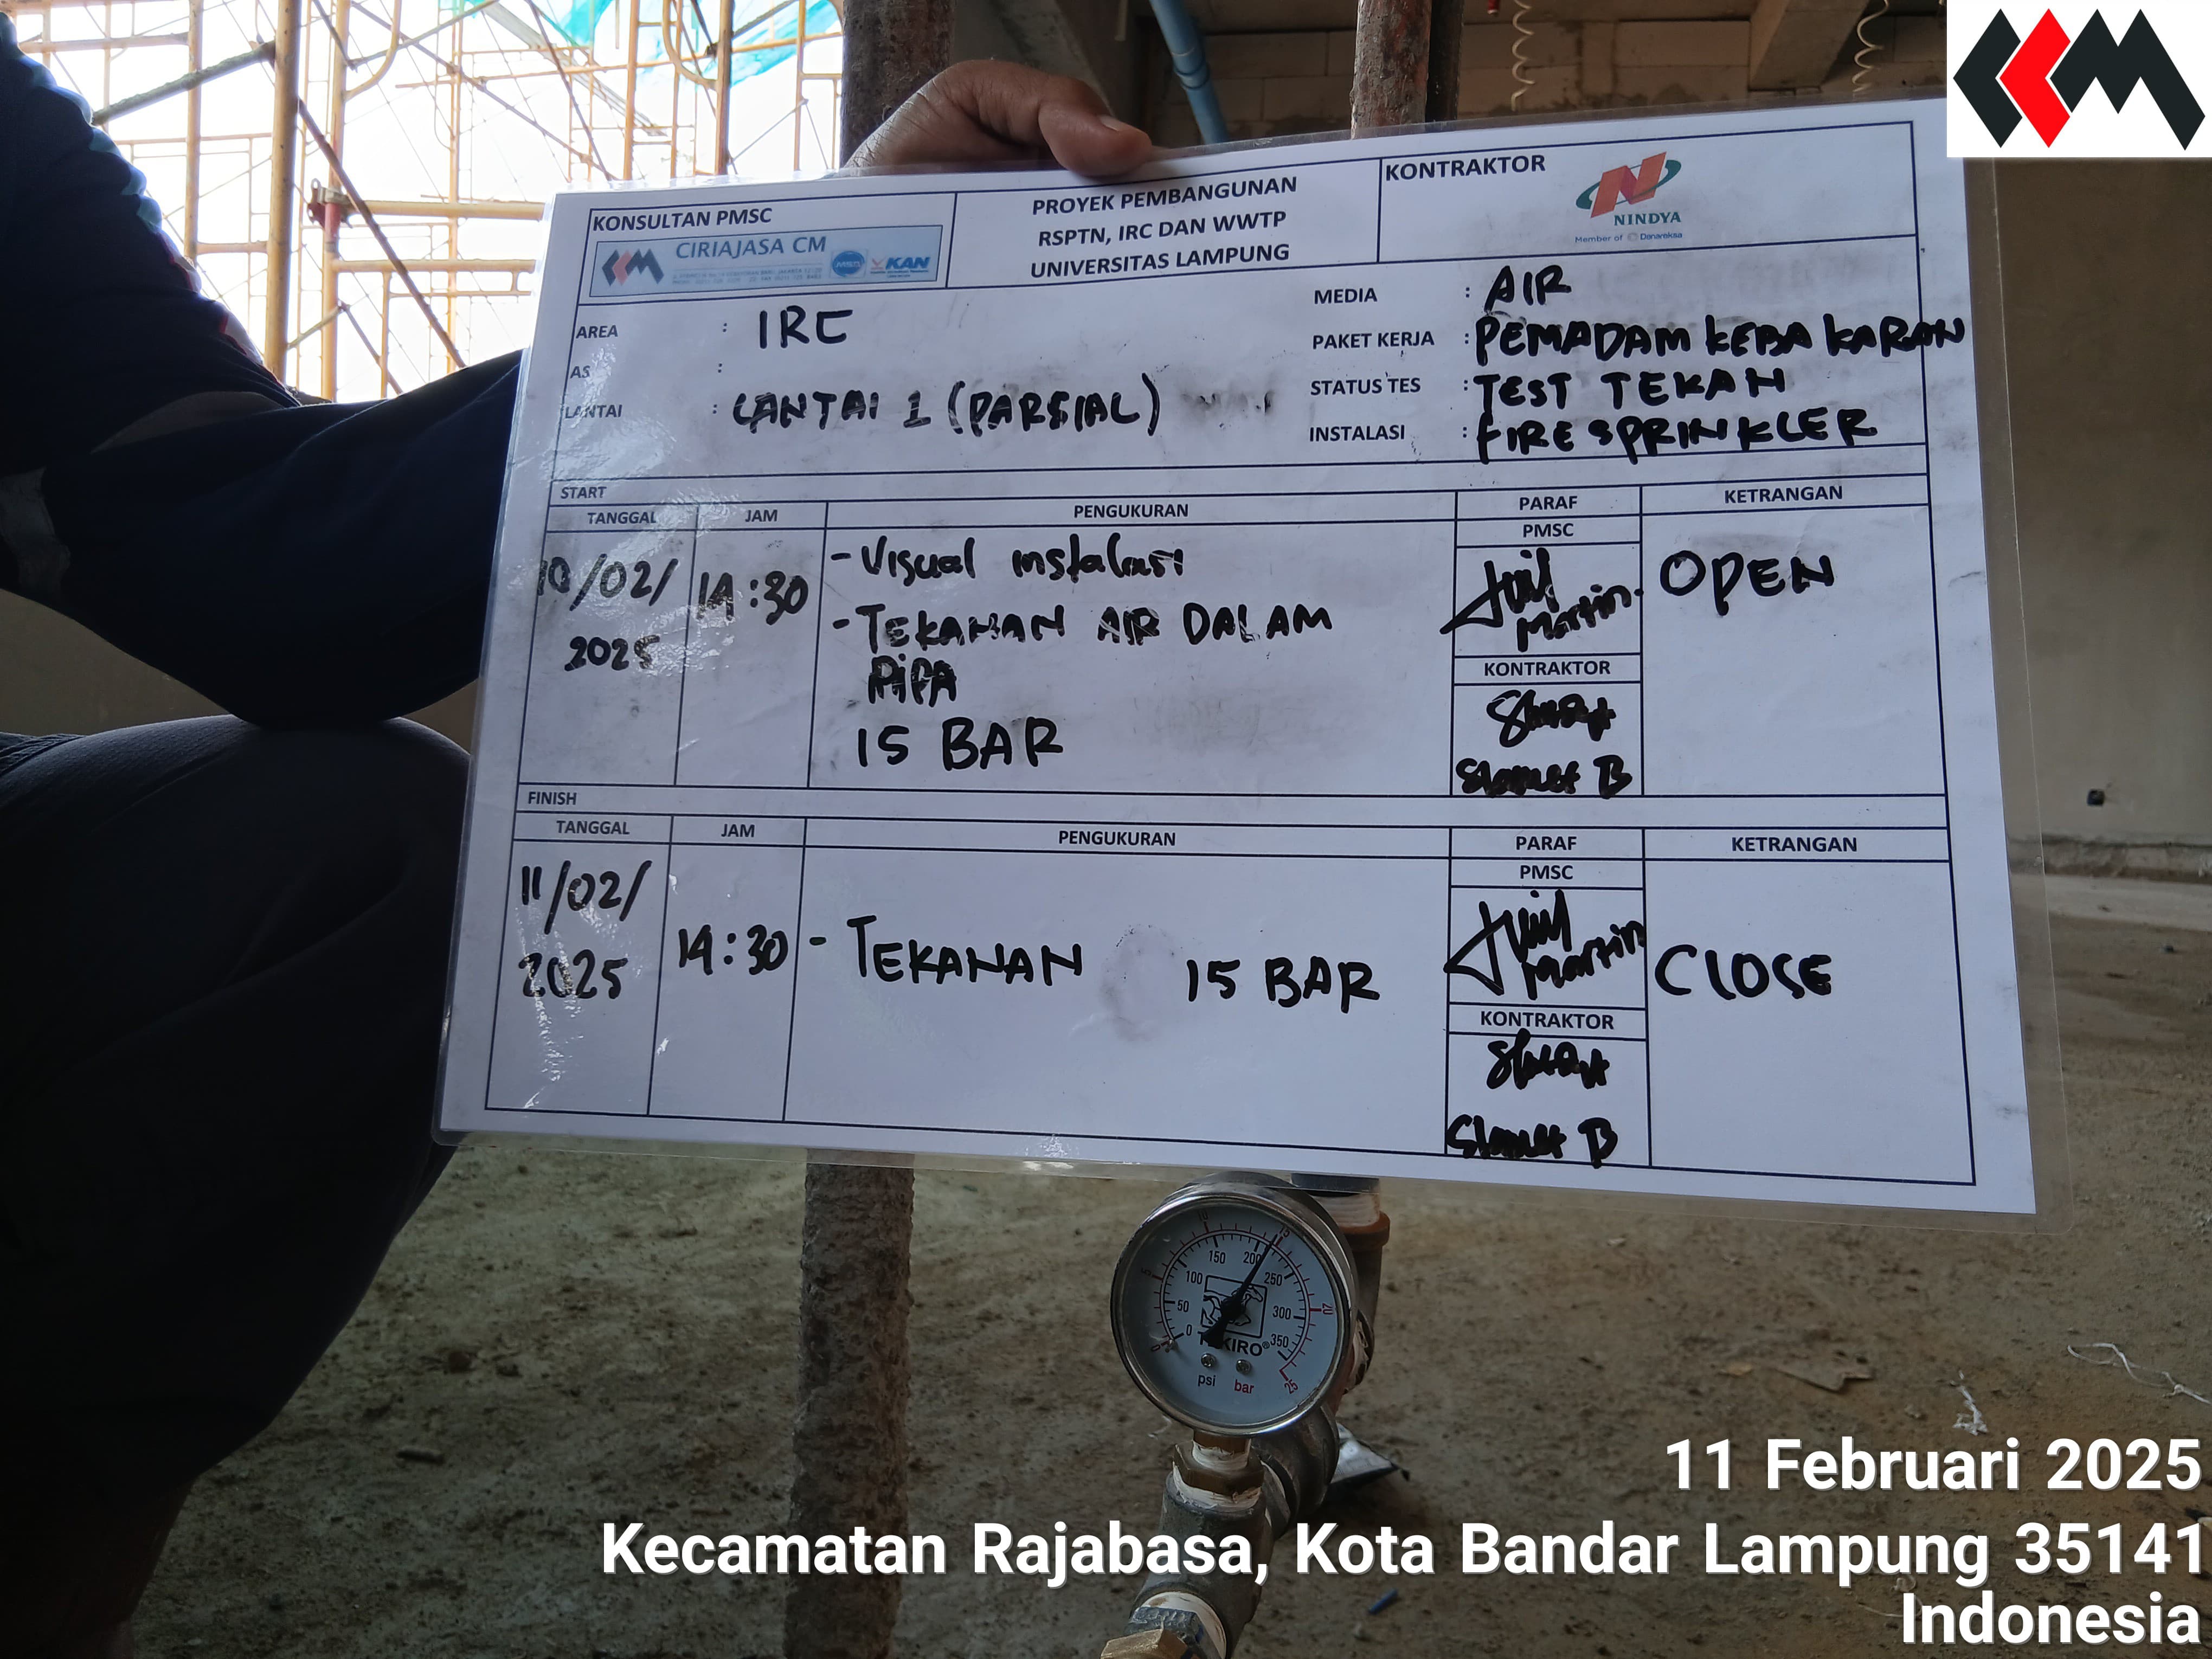 KONSULTAN PMSC
CIRIAJASA CM
KAN
PROYEK PEMBANGUNAN
RSPTN, IRC DAN WWTP
UNIVERSITAS LAMPUNG
KONTRAKTOR
NINDYA
Member of Danareksa
AREA : IRC
AS :
LANTAI : LANTAI 1 (PARSIAL)
MEDIA : AIR
PAKET KERJA : PEMADAM KEBAKARAN
STATUS TES : TEST TEKAN
INSTALASI : FIRE SPRINKLER
START
TANGGAL JAM PENGUKURAN PARAF KETRANGAN
PMSC
10/02/
2025
14:30
- Visual instalasi
- TEKANAN AIR DALAM
PIPA
15 BAR
Martin
KONTRAKTOR
Slamet B
OPEN
FINISH
TANGGAL JAM PENGUKURAN PARAF KETRANGAN
PMSC
11/02/
2025
14:30
- TEKANAN 15 BAR
Martin
KONTRAKTOR
Slamet B
CLOSE
0 50 100 150 200 250 300 350
20 25
TEKIRO®
psi bar
11 Februari 2025
Kecamatan Rajabasa, Kota Bandar Lampung 35141
Indonesia